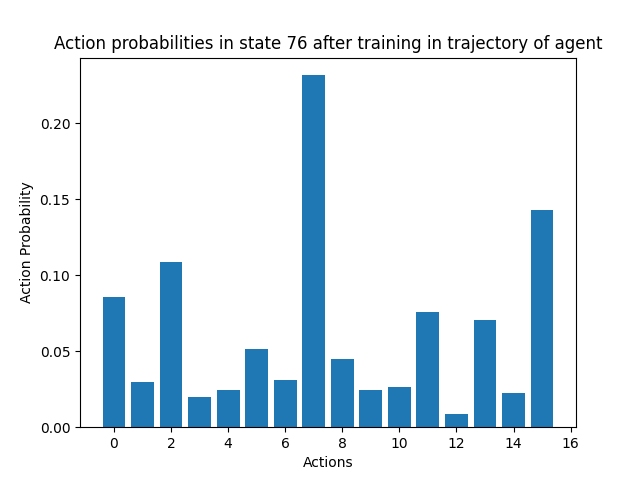 Action probabilities in state 76 after training in trajectory of agent
Action Probability
0.20
0.15
0.10
0.05
0.00
0 2 4 6 8 10 12 14 16
Actions